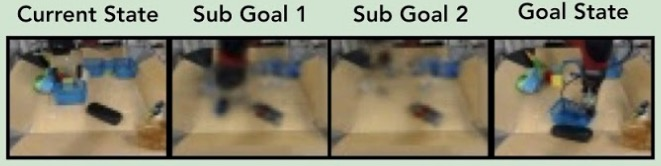 Current State
Sub Goal 1
Sub Goal 2
Goal State